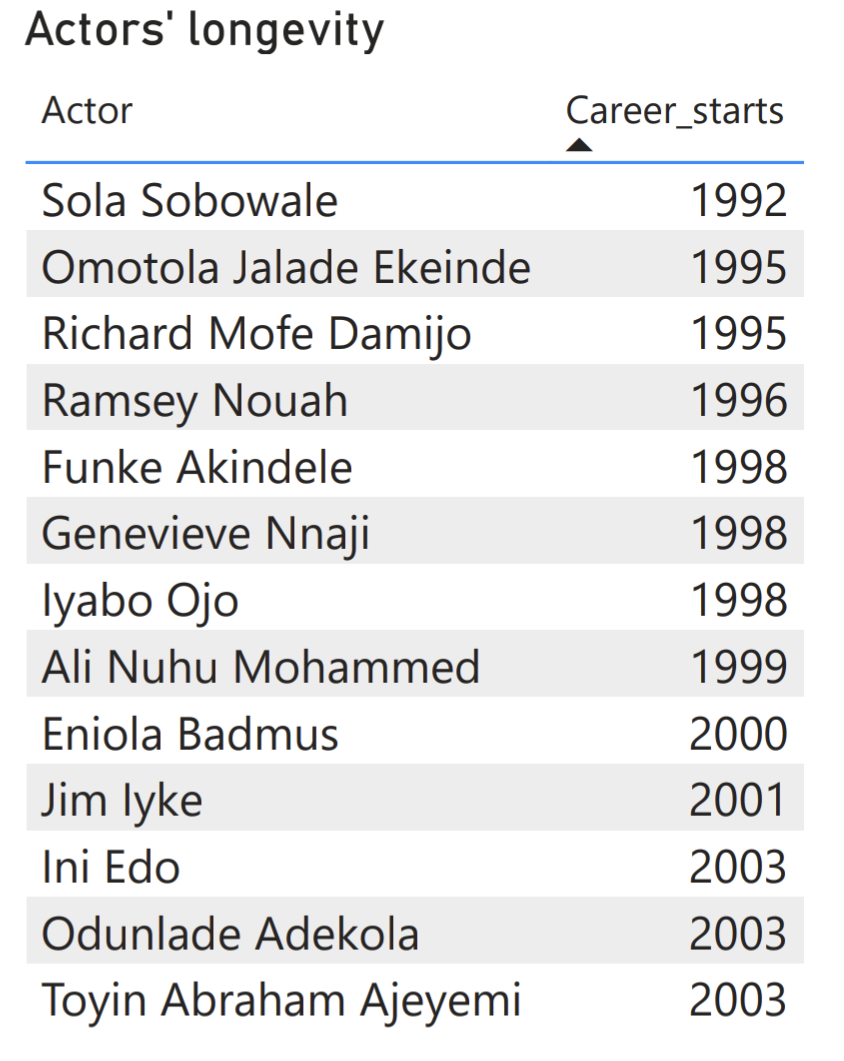 Actors' longevity
Actor Career_starts
Sola Sobowale 1992
Omotola Jalade Ekeinde 1995
Richard Mofe Damijo 1995
Ramsey Nouah 1996
Funke Akindele 1998
Genevieve Nnaji 1998
Iyabo Ojo 1998
Ali Nuhu Mohammed 1999
Eniola Badmus 2000
Jim Iyke 2001
Ini Edo 2003
Odunlade Adekola 2003
Toyin Abraham Ajeyemi 2003